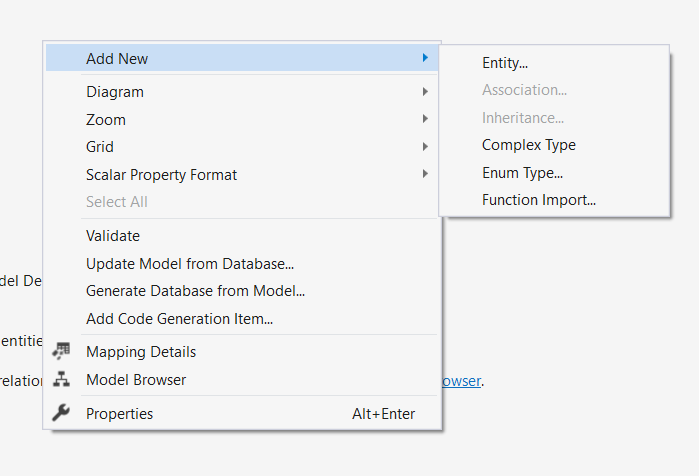 Add New
Diagram
Zoom
Grid
Scalar Property Format
Select All
Validate
Update Model from Database...
Generate Database from Model...
Add Code Generation Item...
Mapping Details
Model Browser
Properties Alt+Enter
Entity...
Association...
Inheritance...
Complex Type
Enum Type...
Function Import...